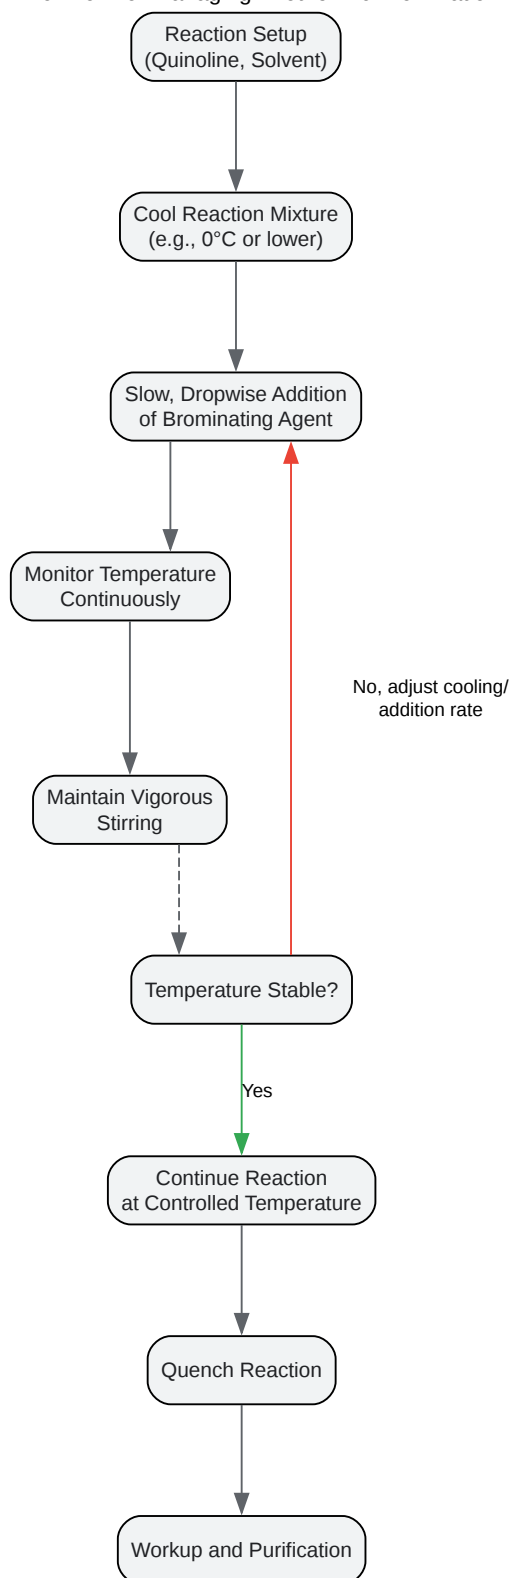 Reaction Setup
(Quinoline, Solvent)
Cool Reaction Mixture
(e.g., 0°C or lower)
Slow, Dropwise Addition
of Brominating Agent
Monitor Temperature
Continuously
No, adjust cooling/
addition rate
Maintain Vigorous
Stirring
Temperature Stable?
Yes
Continue Reaction
at Controlled Temperature
Quench Reaction
Workup and Purification